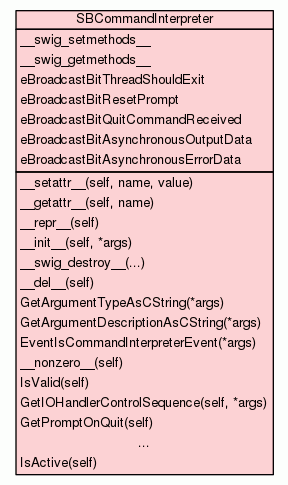 SBCommandInterpreter
__swig_setmethods__
__swig_getmethods__
eBroadcastBitThreadShouldExit
eBroadcastBitResetPrompt
eBroadcastBitQuitCommandReceived
eBroadcastBitAsynchronousOutputData
eBroadcastBitAsynchronousErrorData
__setattr__(self, name, value)
__getattr__(self, name)
__repr__(self)
__init__(self, *args)
__swig_destroy__(...)
__del__(self)
GetArgumentTypeAsCString(*args)
GetArgumentDescriptionAsCString(*args)
EventIsCommandInterpreterEvent(*args)
__nonzero__(self)
IsValid(self)
GetIOHandlerControlSequence(self, *args)
GetPromptOnQuit(self)
...
IsActive(self)